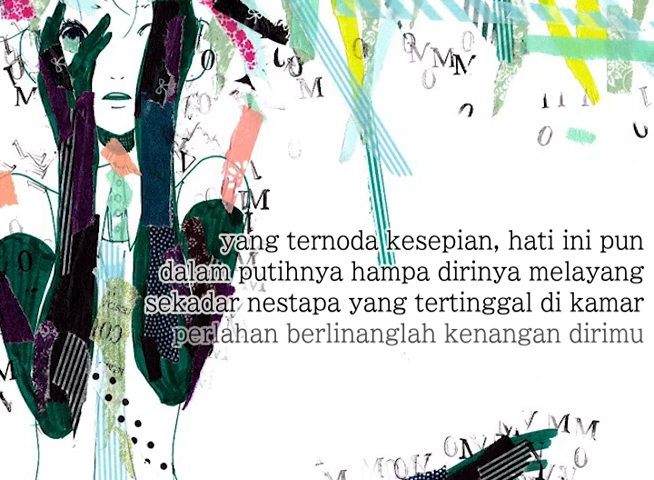 yang ternoda kesepian, hati ini pun
dalam putihnya hampa dirinya melayang
sekadar nestapa yang tertinggal di kamar
perlahan berlinanglah kenangan dirimu